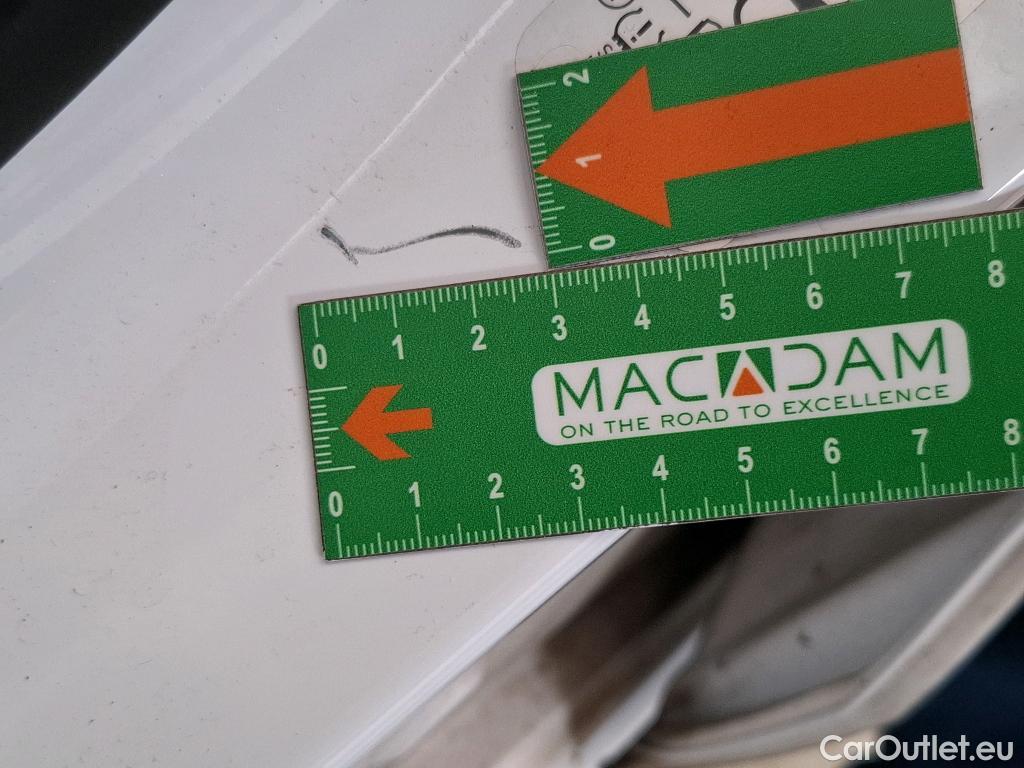 2
1
0
0 1 2 3 4 5 6 7 8
MACADAM
ON THE ROAD TO EXCELLENCE
0 1 2 3 4 5 6 7 8
CarOutlet.eu